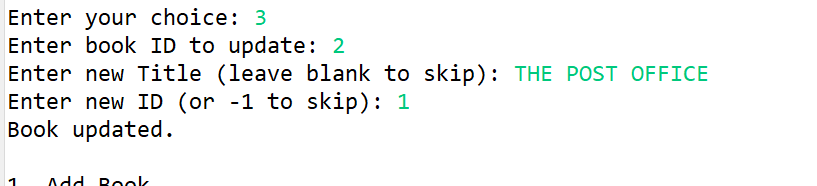 Enter your choice: 3
Enter book ID to update: 2
Enter new Title (leave blank to skip): THE POST OFFICE
Enter new ID (or -1 to skip): 1
Book updated.
1. Add Book